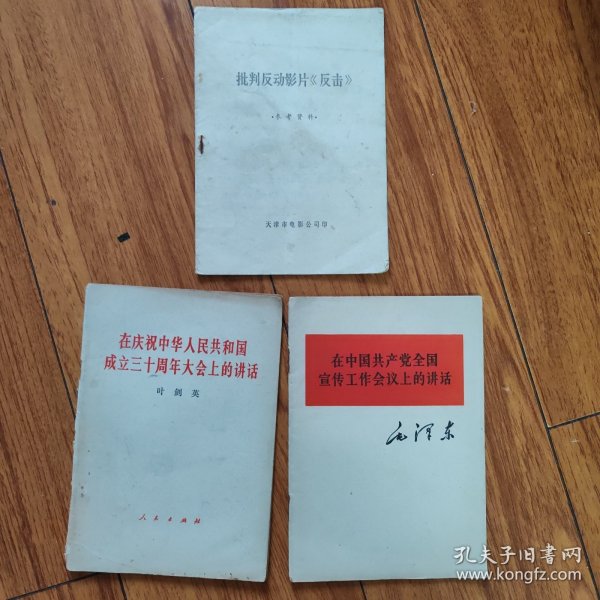 批判反动影片《反击》
·参考资料·
天津市电影公司印
在庆祝中华人民共和国
成立三十周年大会上的讲话
叶剑英
人民出版社
在中国共产党全国
宣传工作会议上的讲话
毛泽东
孔夫子旧书网
www.kongfz.com